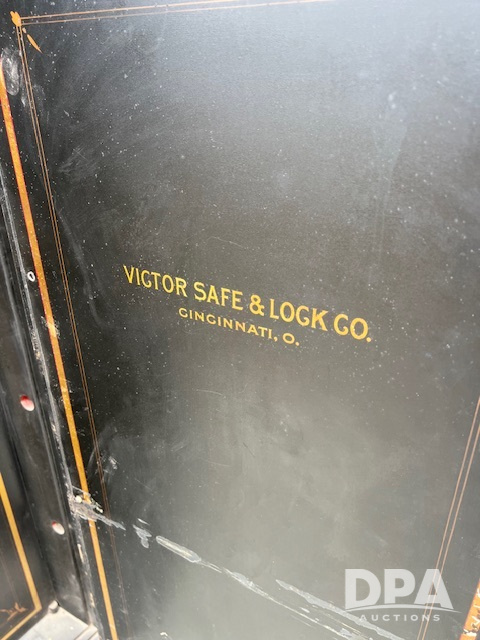 VICTOR SAFE & LOCK CO.
CINCINNATI, O.
DPA
AUCTIONS